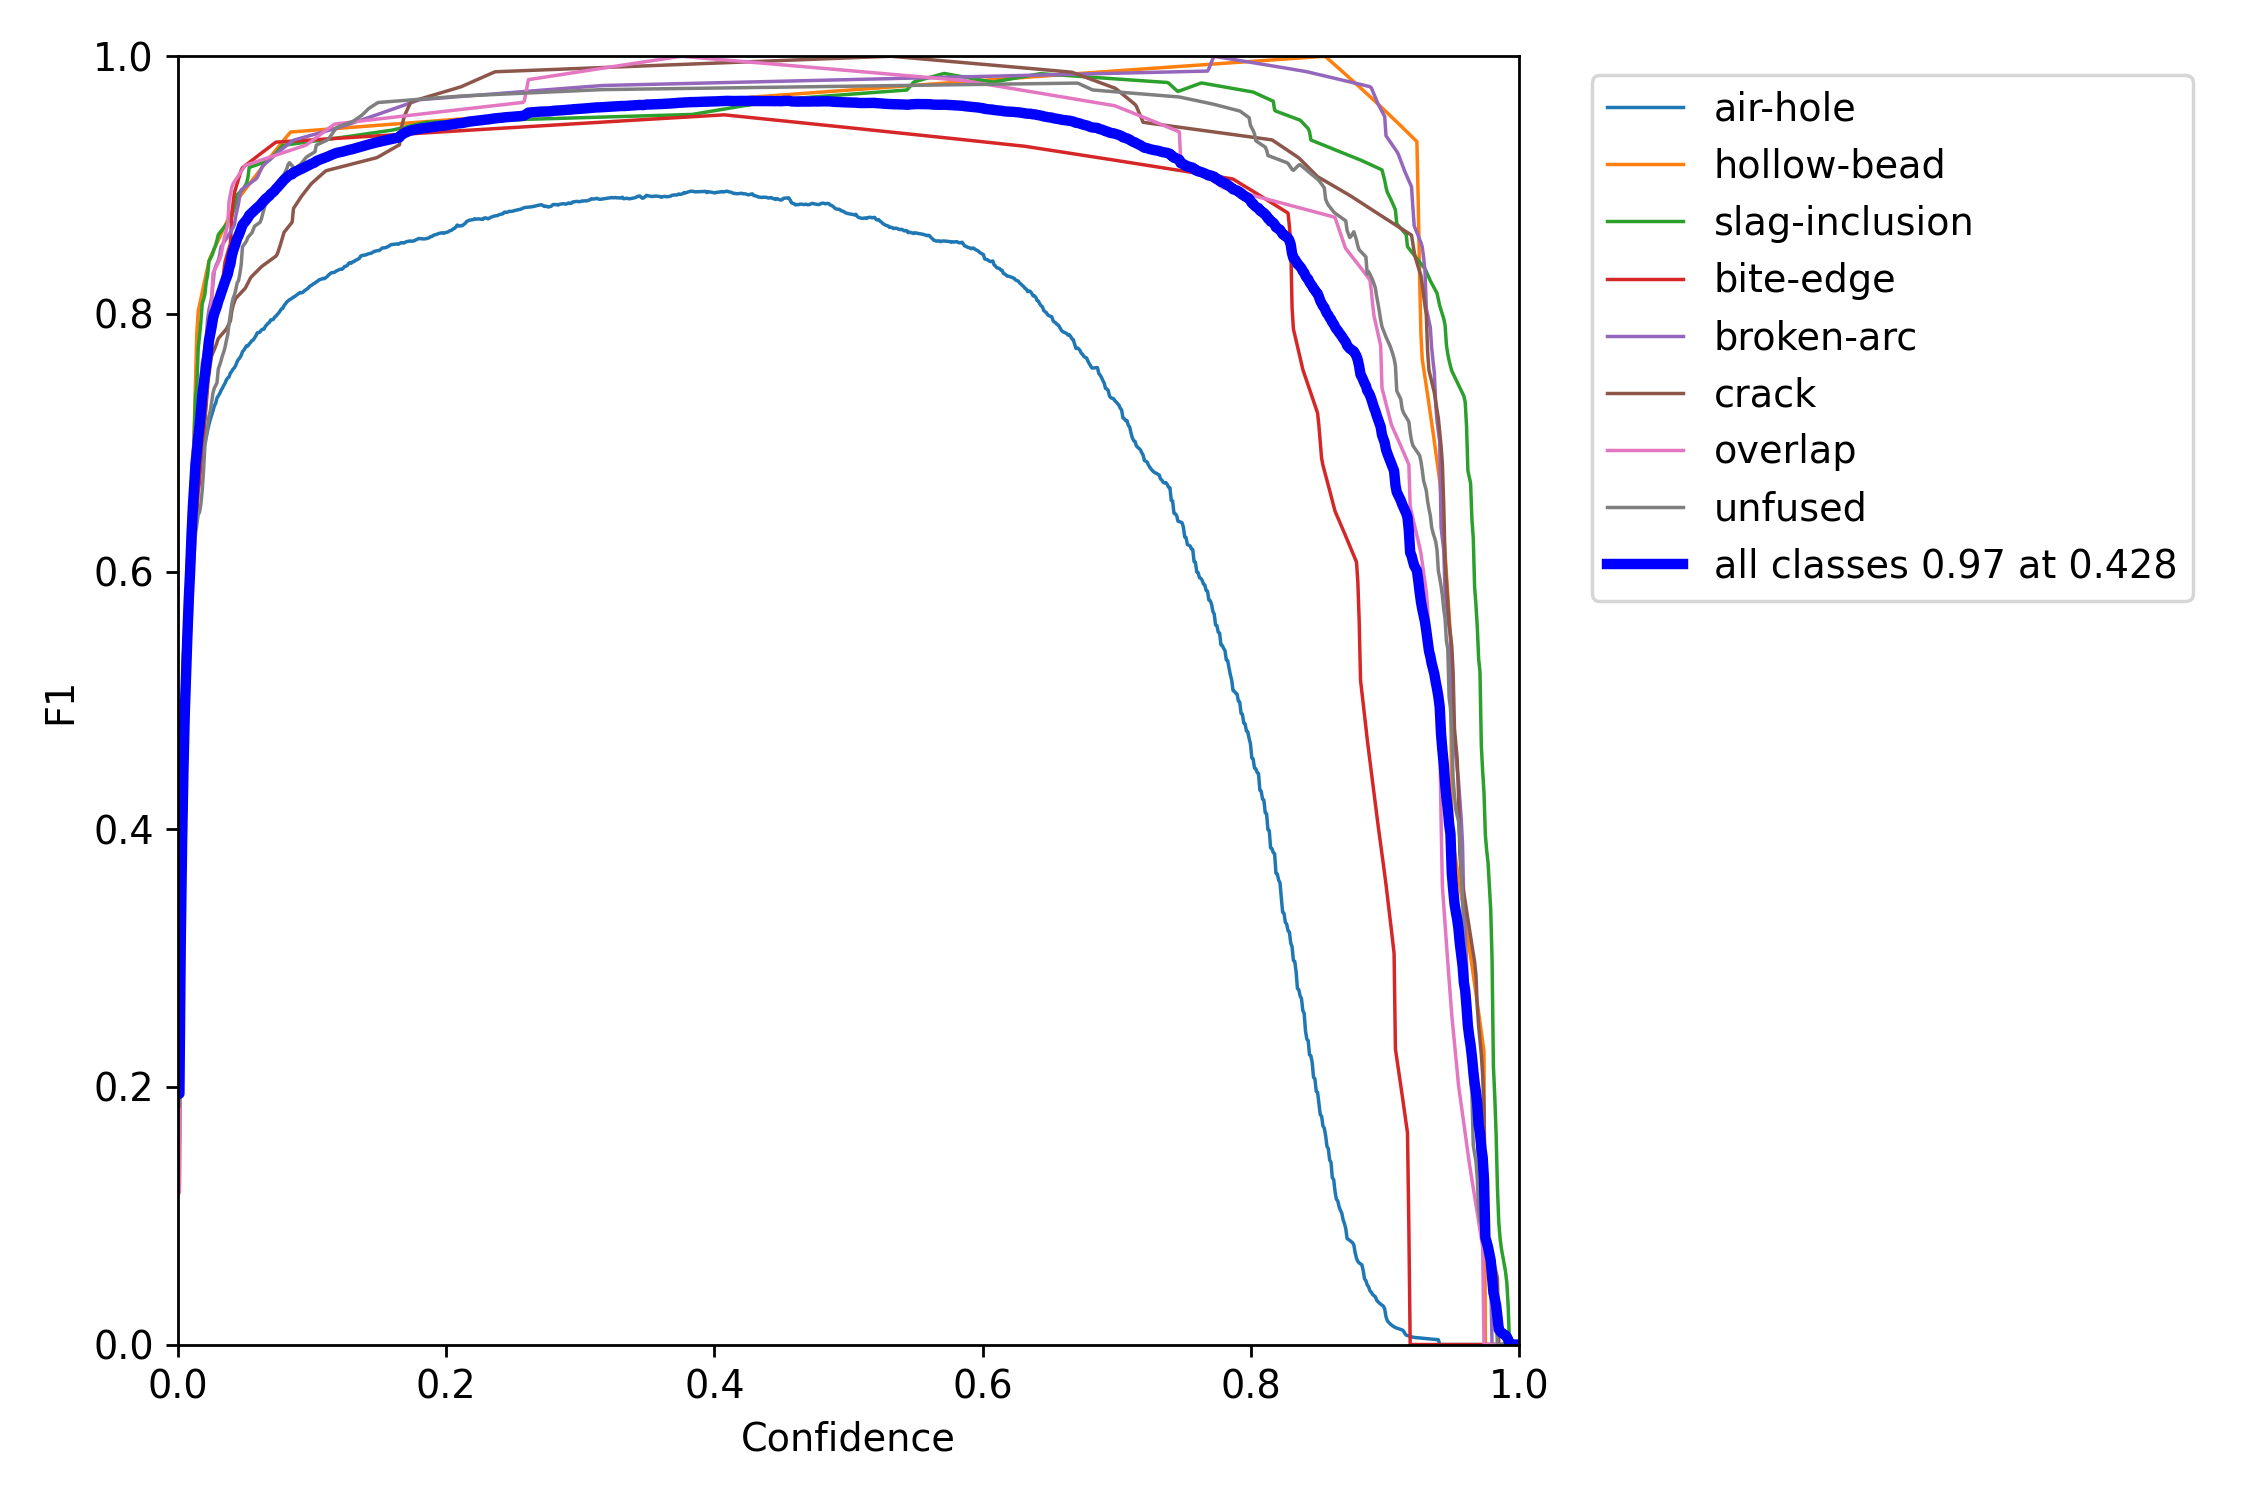 1.0
0.8
0.6
0.4
0.2
0.0
F1
0.0 0.2 0.4 0.6 0.8 1.0
Confidence
air-hole
hollow-bead
slag-inclusion
bite-edge
broken-arc
crack
overlap
unfused
all classes 0.97 at 0.428